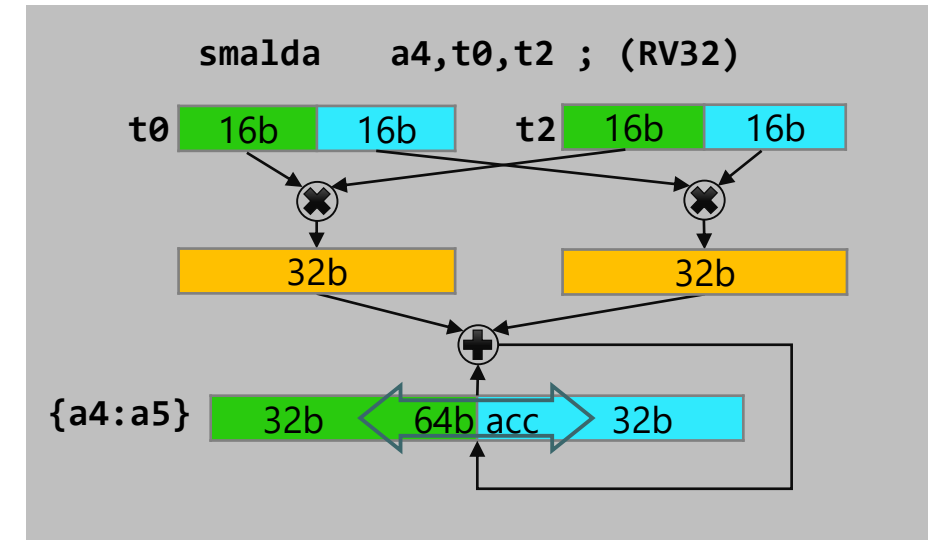 smalda a4,t0,t2 ; (RV32)
t0 16b 16b t2 16b 16b
32b 32b
{a4:a5} 32b 64b acc 32b